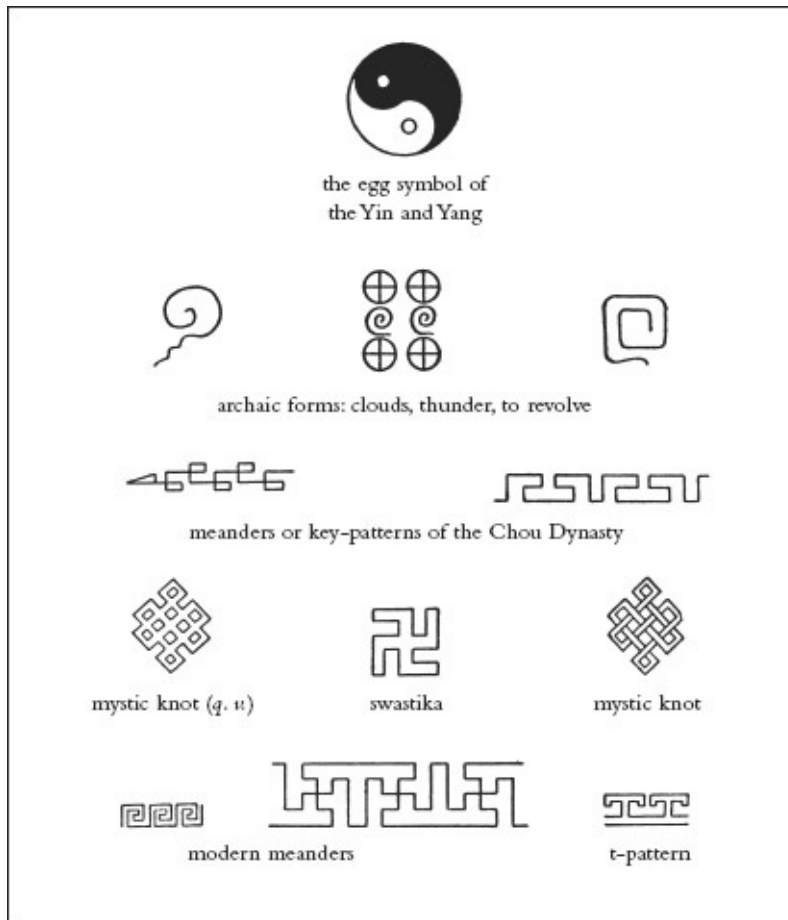 the egg symbol of
the Yin and Yang
archaic forms: clouds, thunder, to revolve
meanders or key-patterns of the Chou Dynasty
mystic knot (q. u)
swastika
mystic knot
modern meanders
t-pattern